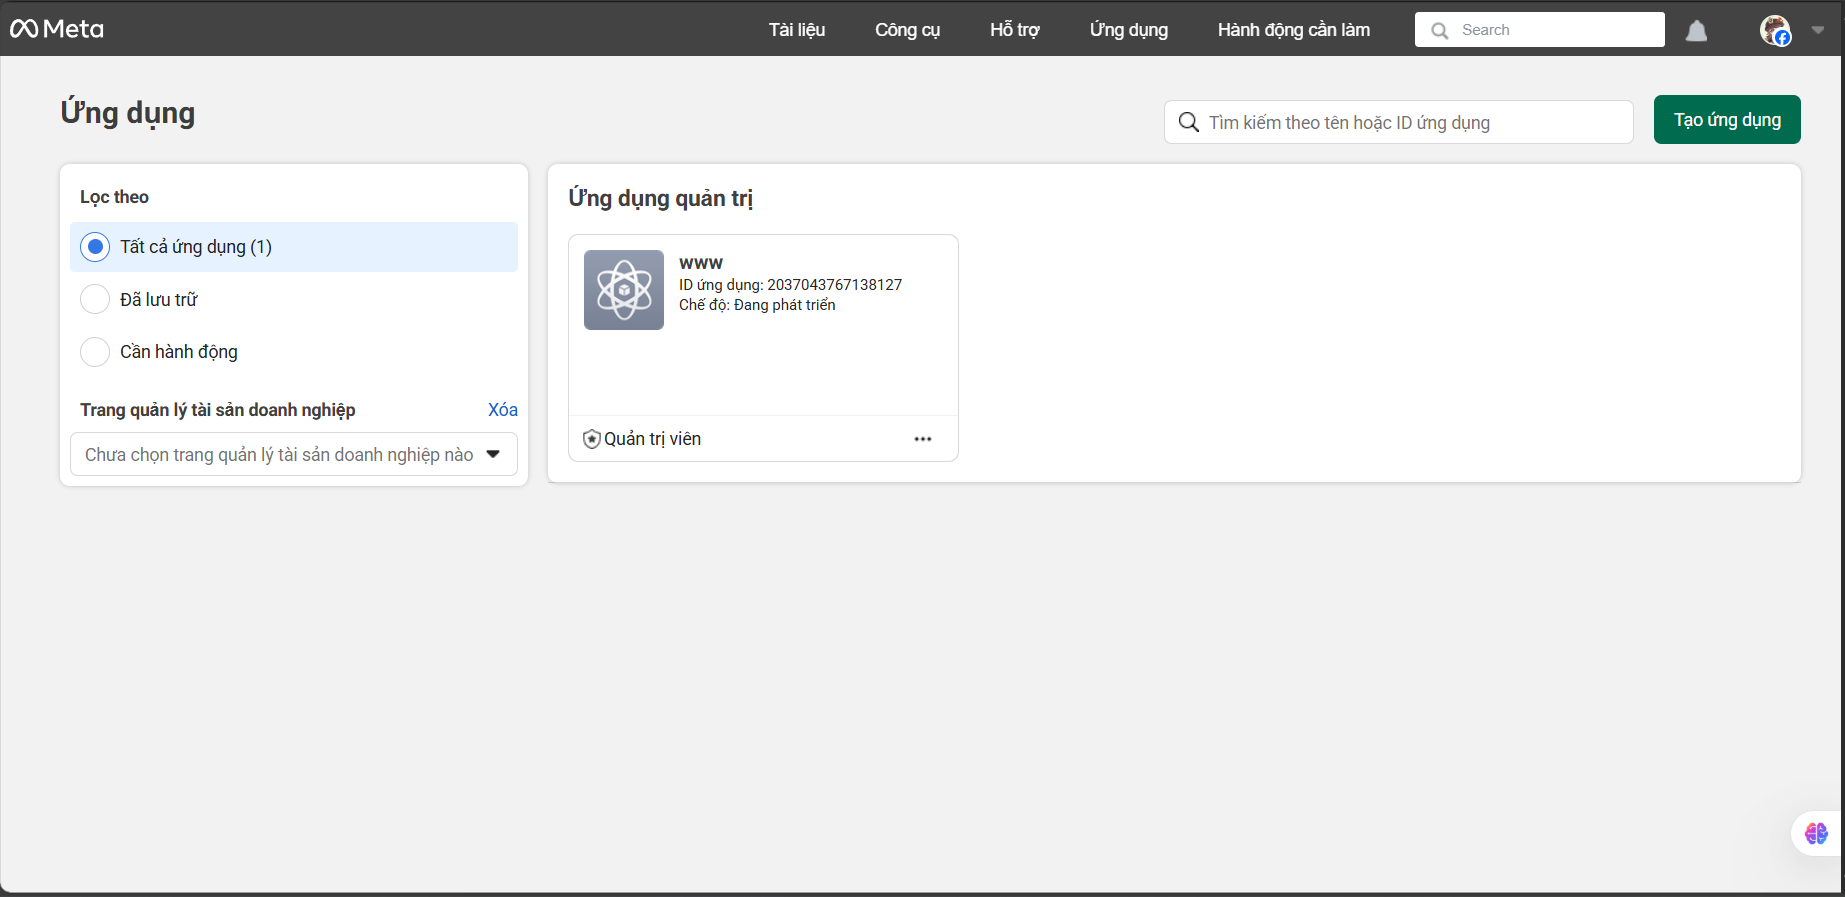 Meta
Tài liệu
Công cụ
Hỗ trợ
Ứng dụng
Hành động cần làm
Search
Ứng dụng
Tìm kiếm theo tên hoặc ID ứng dụng
Tạo ứng dụng
Lọc theo
Tất cả ứng dụng (1)
Đã lưu trữ
Cần hành động
Trang quản lý tài sản doanh nghiệp
Xóa
Chưa chọn trang quản lý tài sản doanh nghiệp nào
Ứng dụng quản trị
www
ID ứng dụng: 2037043767138127
Chế độ: Đang phát triển
Quản trị viên